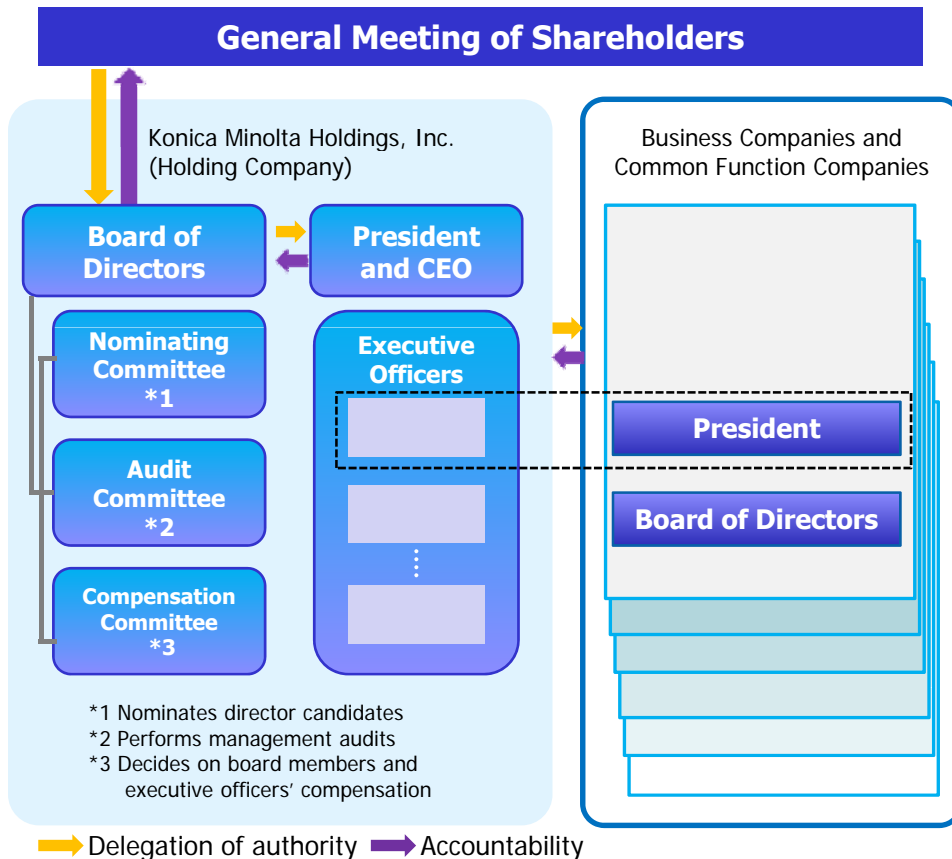 General Meeting of Shareholders
Konica Minolta Holdings, Inc.
(Holding Company)
Business Companies and
Common Function Companies
Board of
Directors
President
and CEO
Nominating
Committee
*1
Executive
Officers
President
Audit
Committee
*2
Board of Directors
Compensation
Committee
*3
*1 Nominates director candidates
*2 Performs management audits
*3 Decides on board members and
executive officers’ compensation
Delegation of authority
Accountability